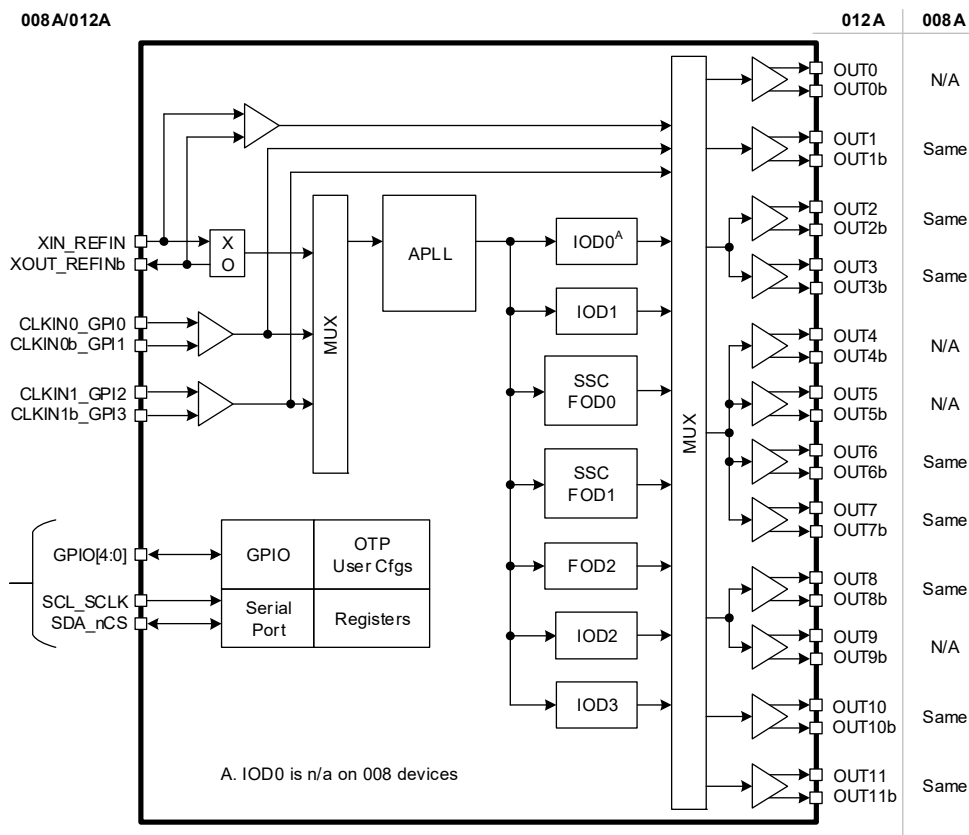 008A/012A
012A
008A
OUT0
OUT0b
N/A
OUT1
OUT1b
Same
XIN_REFIN
XOUT_REFINb
X
O
MUX
APLL
IOD0A
MUX
OUT2
OUT2b
Same
OUT3
OUT3b
Same
CLKIN0_GPI0
CLKIN0b_GPI1
IOD1
OUT4
OUT4b
N/A
CLKIN1_GPI2
CLKIN1b_GPI3
SSC
FOD0
OUT5
OUT5b
N/A
OUT6
OUT6b
Same
SSC
FOD1
OUT7
OUT7b
Same
GPIO[4:0]
GPIO
OTP
User Cfgs
FOD2
OUT8
OUT8b
Same
SCL_SCLK
SDA_nCS
Serial
Port
Registers
IOD2
OUT9
OUT9b
N/A
IOD3
OUT10
OUT10b
Same
A. IOD0 is n/a on 008 devices
OUT11
OUT11b
Same